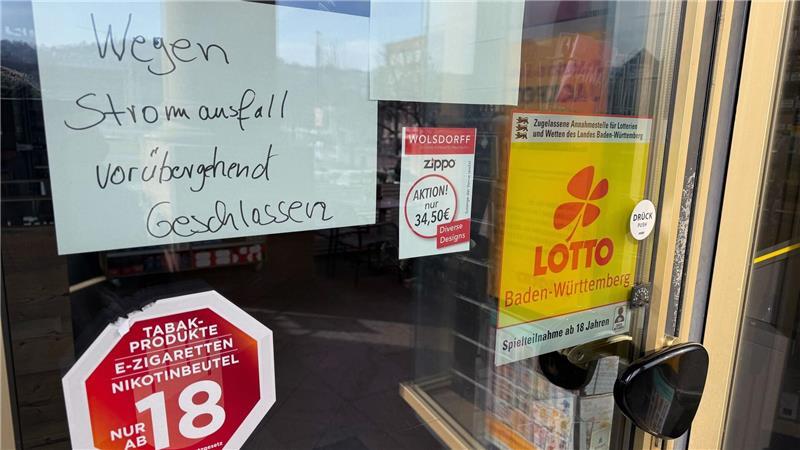 Wegen
Stromausfall
vorübergehend
Geschlossen
WOLSDORFF
zippo
AKTION!
nur
34,50€
Diverse
Designs
Zugelassene Annahmestelle für Lotterien
und Wetten des Landes Baden-Württemberg
LOTTO
Baden-Württemberg
Spielteilnahme ab 18 Jahren
DRÜCK
PUSH
TABAK-
PRODUKTE
E-ZIGARETTEN
NIKOTINBEUTEL
NUR
AB
18